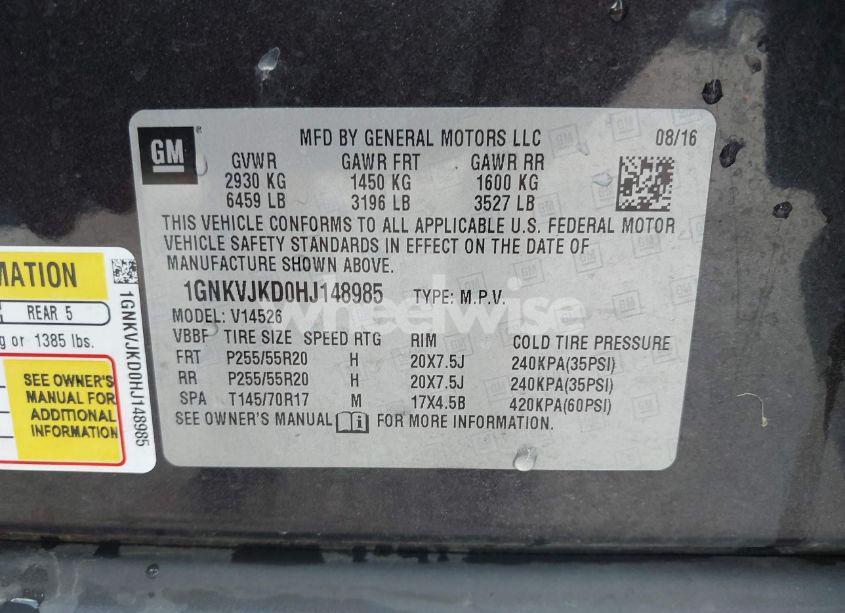 GM
MFD BY GENERAL MOTORS LLC 08/16
GVWR GAWR FRT GAWR RR
2930 KG 1450 KG 1600 KG
6459 LB 3196 LB 3527 LB
THIS VEHICLE CONFORMS TO ALL APPLICABLE U.S. FEDERAL MOTOR
VEHICLE SAFETY STANDARDS IN EFFECT ON THE DATE OF
MANUFACTURE SHOWN ABOVE.
1GNKVJKD0HJ148985 TYPE: M.P.V.
MODEL: V14526
VBBF TIRE SIZE SPEED RTG RIM COLD TIRE PRESSURE
FRT P255/55R20 H 20X7.5J 240KPA(35PSI)
RR P255/55R20 H 20X7.5J 240KPA(35PSI)
SPA T145/70R17 M 17X4.5B 420KPA(60PSI)
SEE OWNER'S MANUAL FOR MORE INFORMATION.
wheelwise
MATION
REAR 5
g or 1385 lbs.
SEE OWNER'S
MANUAL FOR
ADDITIONAL
INFORMATION
1GNKVJKD0HJ148985